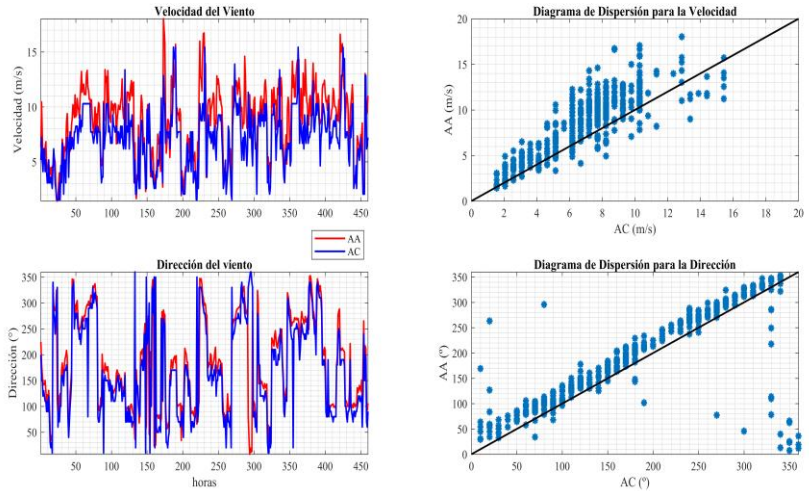 Velocidad del Viento
Velocidad (m/s)
15
10
5
50 100 150 200 250 300 350 400 450
Diagrama de Dispersión para la Velocidad
AA (m/s)
20
15
10
5
0
0 2 4 6 8 10 12 14 16 18 20
AC (m/s)
AA
AC
Dirección del viento
Dirección (º)
350
300
250
200
150
100
50
50 100 150 200 250 300 350 400 450
horas
Diagrama de Dispersión para la Dirección
AA (º)
350
300
250
200
150
100
50
0
0 50 100 150 200 250 300 350
AC (º)